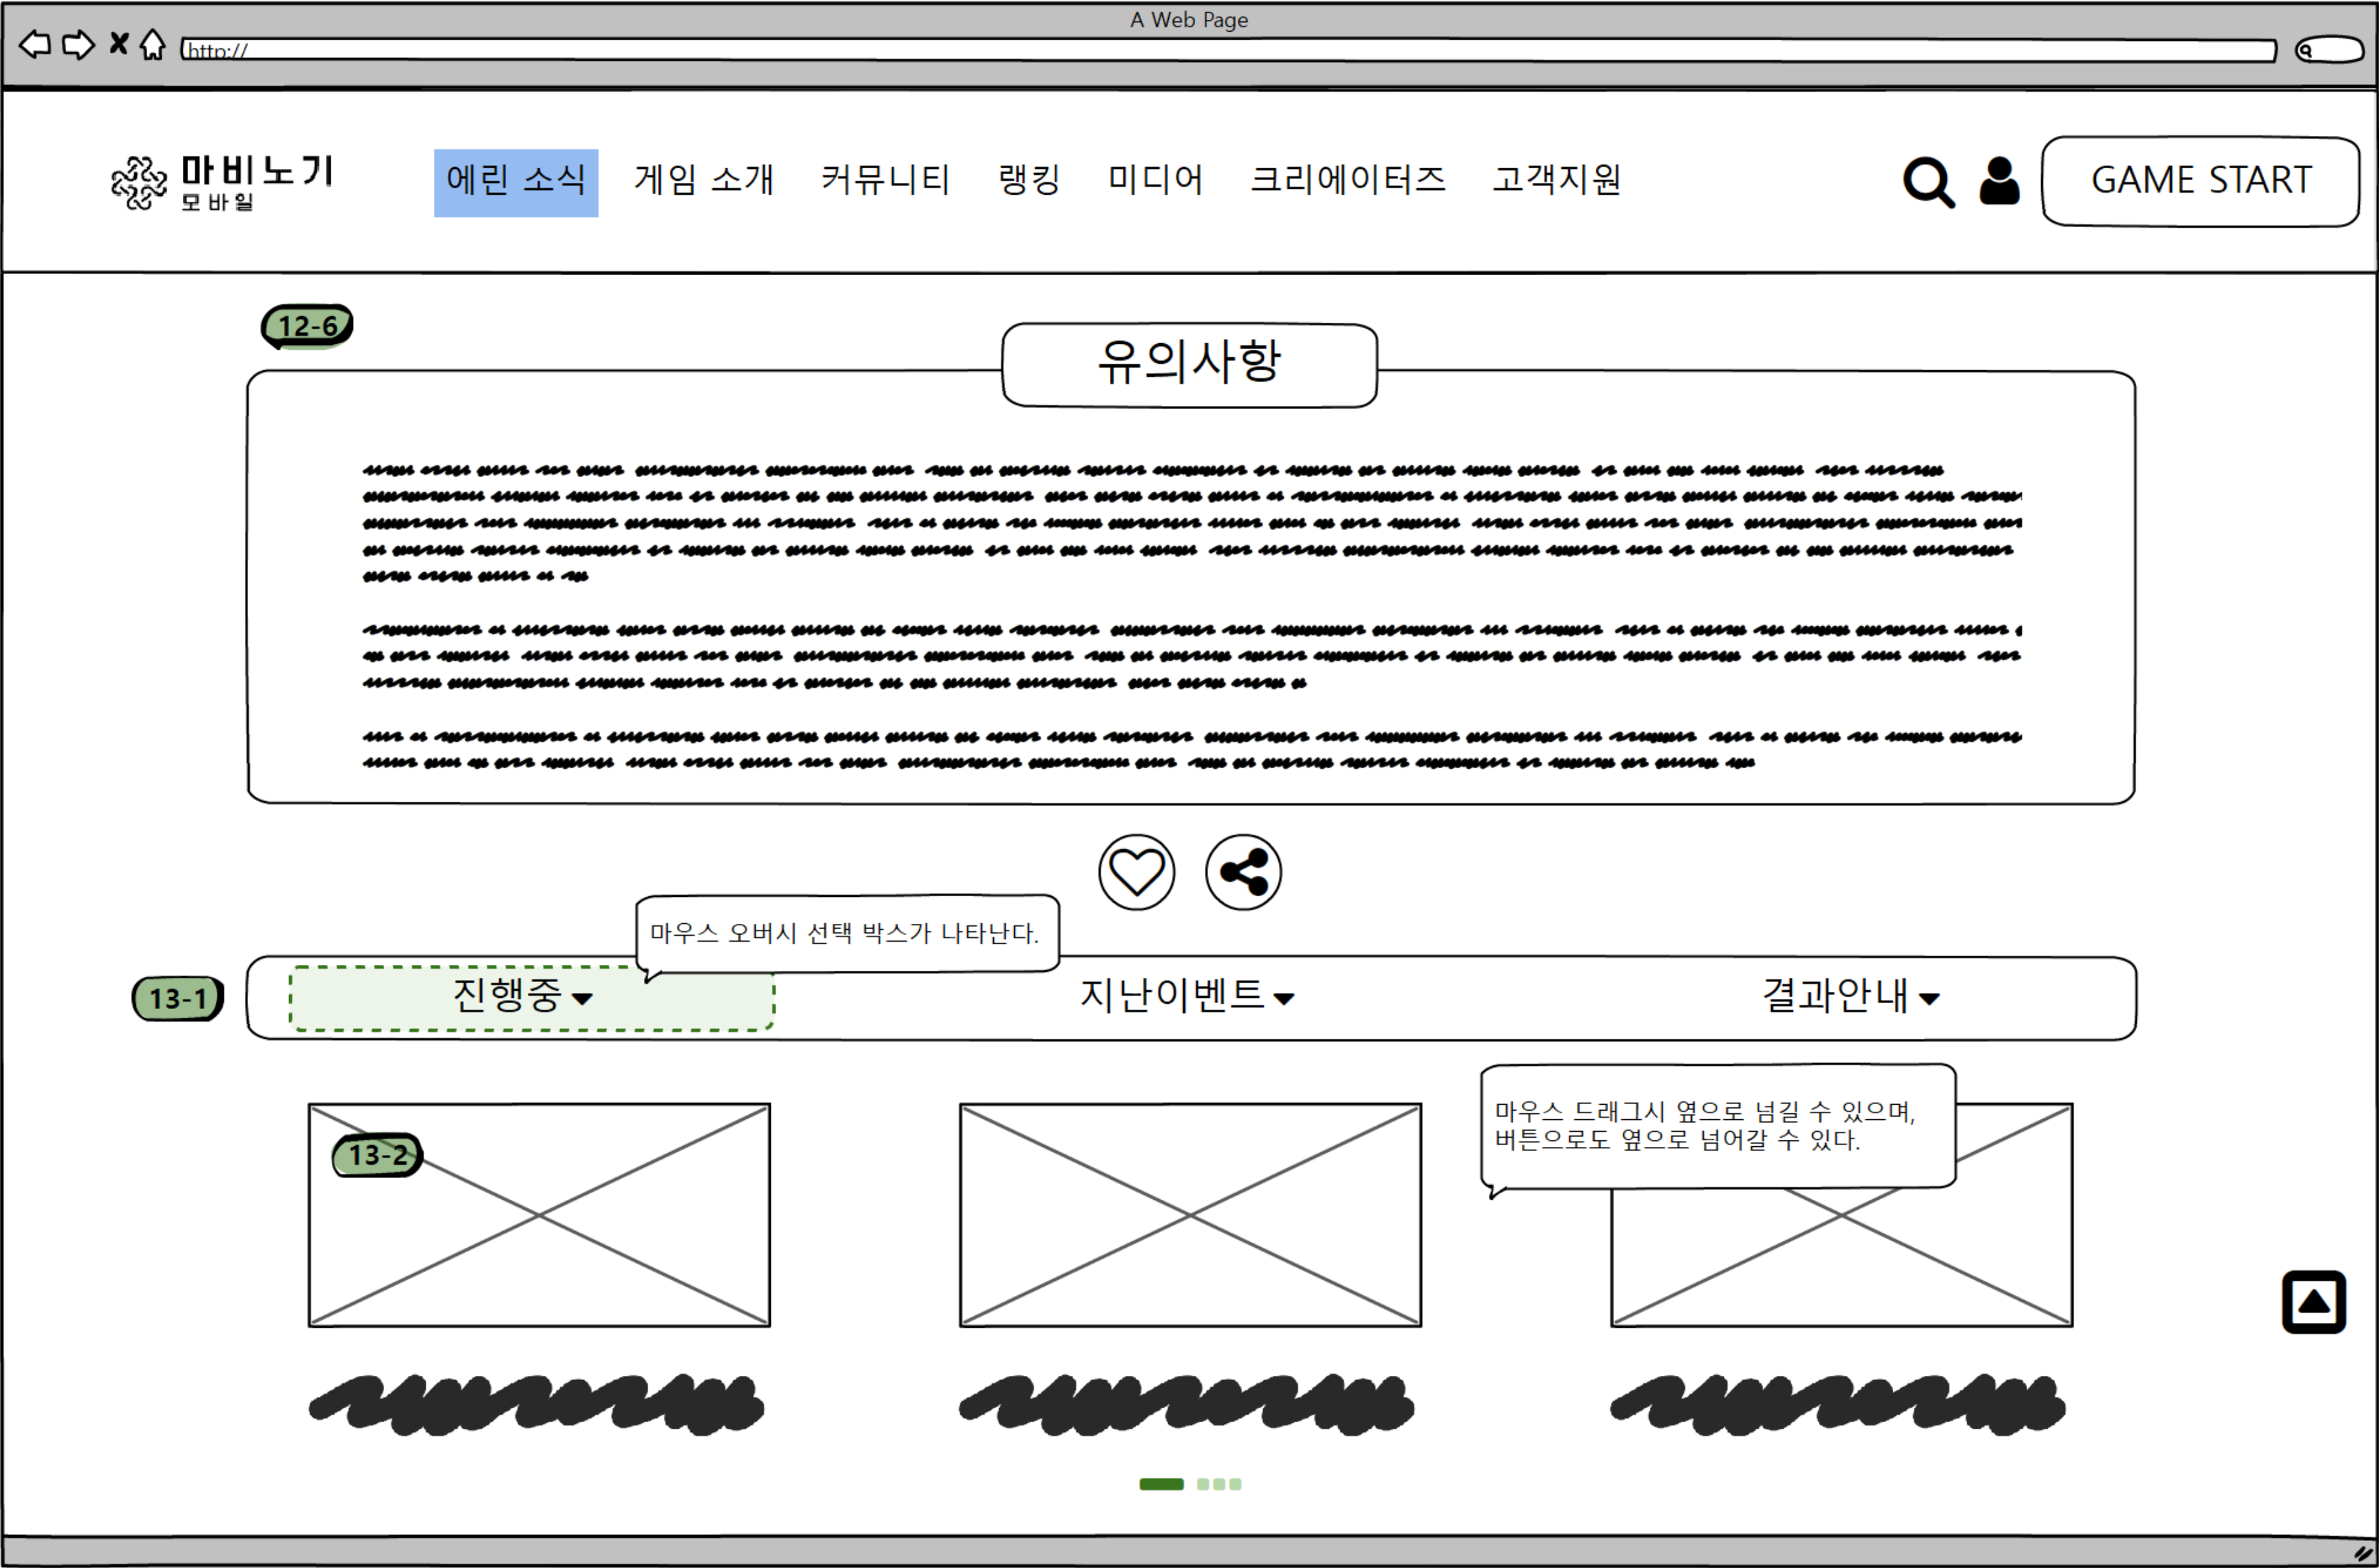 A Web Page
http://
마비노기
모바일
에린 소식
게임 소개
커뮤니티
랭킹
미디어
크리에이터즈
고객지원
GAME START
12-6
유의사항
마우스 오버시 선택 박스가 나타난다.
13-1
진행중
지난이벤트
결과안내
마우스 드래그시 옆으로 넘길 수 있으며,
버튼으로도 옆으로 넘어갈 수 있다.
13-2